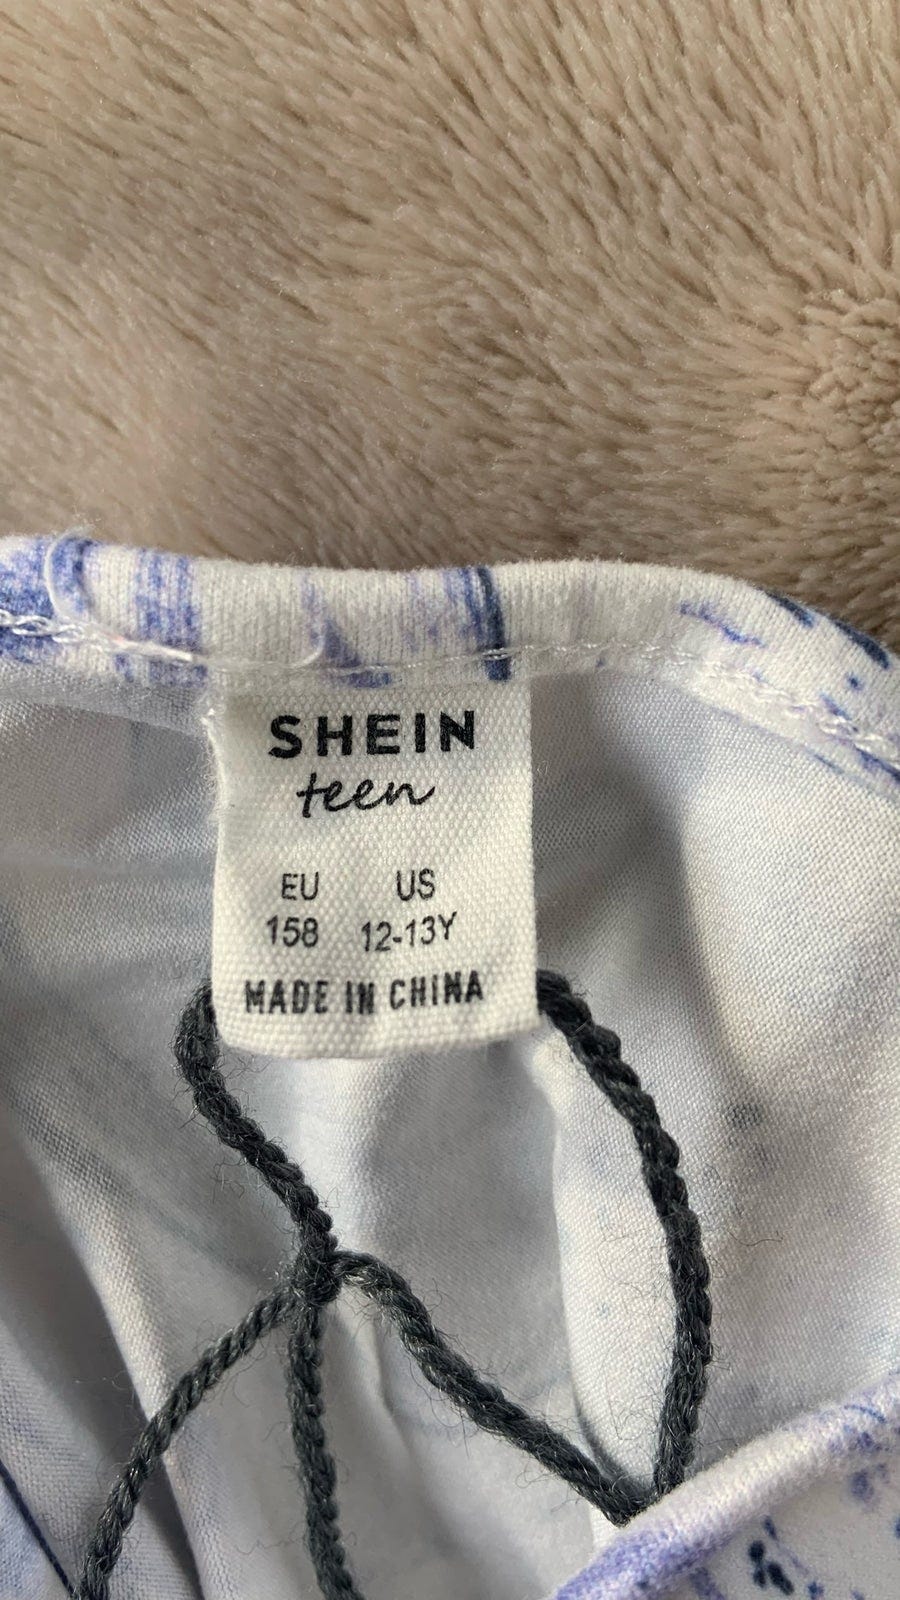 SHEIN
teen
EU US
158 12-13Y
MADE IN CHINA